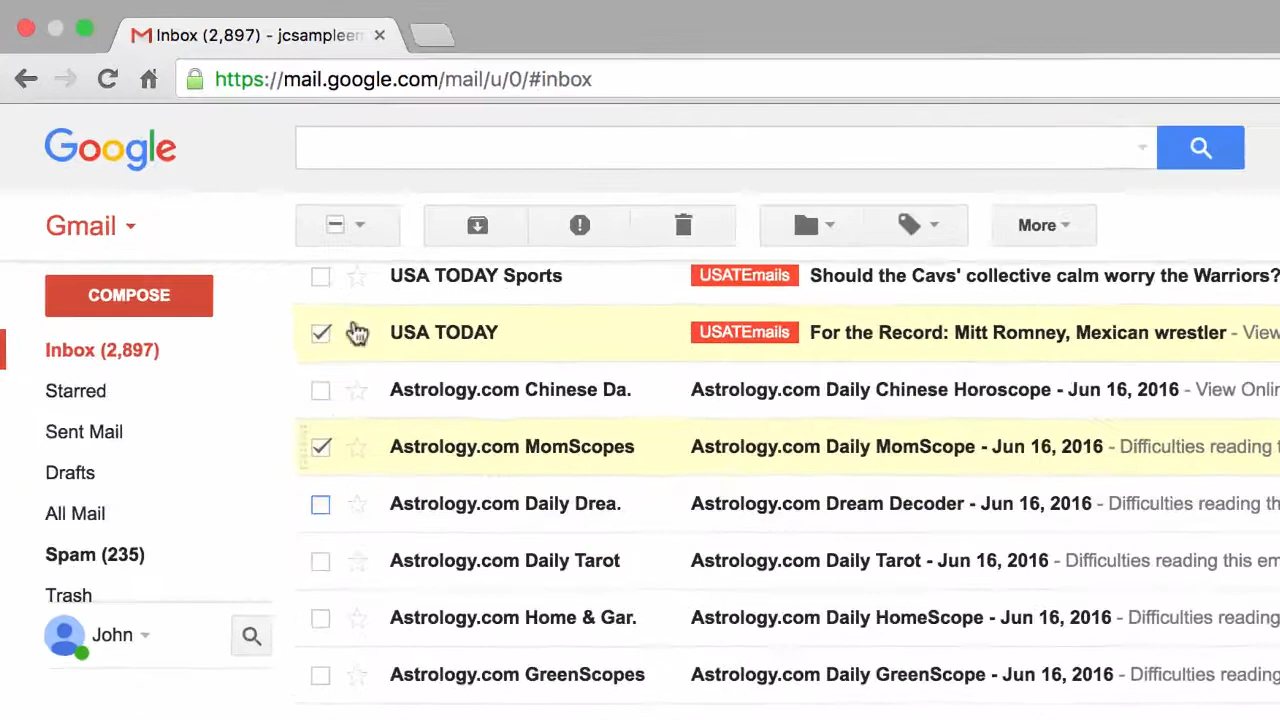 Inbox (2,897) - jcsampleem
https://mail.google.com/mail/u/0/#inbox
Google
Gmail
More
COMPOSE
Inbox (2,897)
Starred
Sent Mail
Drafts
All Mail
Spam (235)
Trash
John
USA TODAY Sports USATEmails Should the Cavs' collective calm worry the Warriors?
USA TODAY USATEmails For the Record: Mitt Romney, Mexican wrestler - View
Astrology.com Chinese Da. Astrology.com Daily Chinese Horoscope - Jun 16, 2016 - View Onlin
Astrology.com MomScopes Astrology.com Daily MomScope - Jun 16, 2016 - Difficulties reading t
Astrology.com Daily Drea. Astrology.com Dream Decoder - Jun 16, 2016 - Difficulties reading th
Astrology.com Daily Tarot Astrology.com Daily Tarot - Jun 16, 2016 - Difficulties reading this em
Astrology.com Home & Gar. Astrology.com Daily HomeScope - Jun 16, 2016 - Difficulties reading
Astrology.com GreenScopes Astrology.com Daily GreenScope - Jun 16, 2016 - Difficulties reading